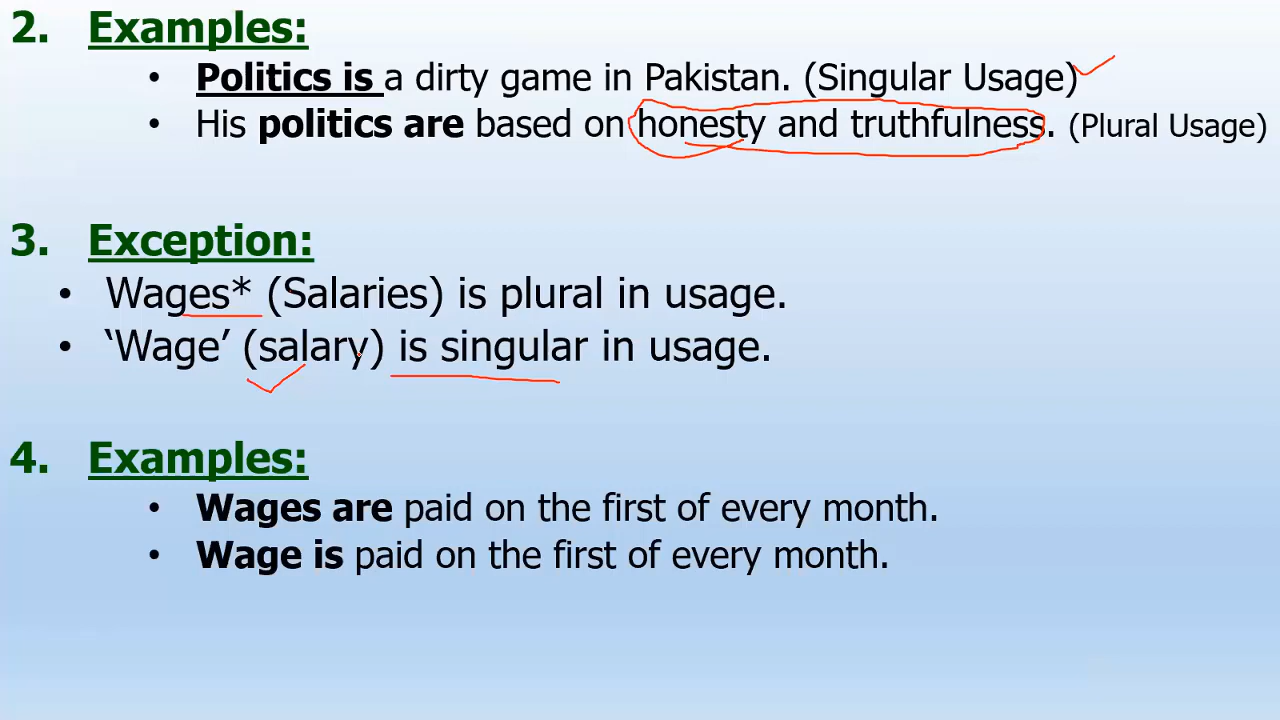 2. Examples:
• Politics is a dirty game in Pakistan. (Singular Usage)
• His politics are based on honesty and truthfulness. (Plural Usage)
3. Exception:
• Wages* (Salaries) is plural in usage.
• ‘Wage’ (salary) is singular in usage.
4. Examples:
• Wages are paid on the first of every month.
• Wage is paid on the first of every month.